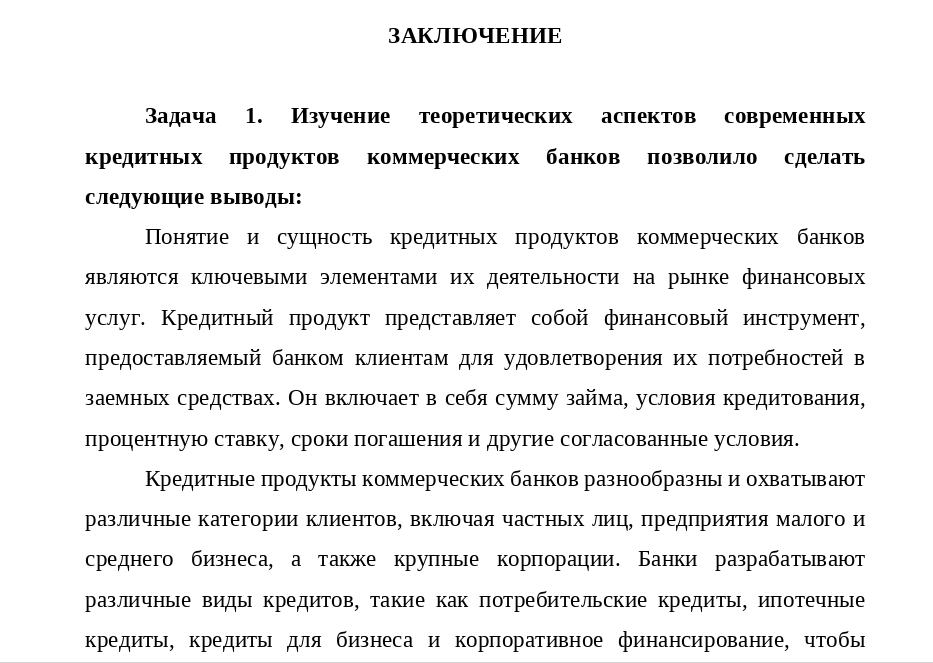 ЗАКЛЮЧЕНИЕ
Задача 1. Изучение теоретических аспектов современных
кредитных продуктов коммерческих банков позволило сделать
следующие выводы:
Понятие и сущность кредитных продуктов коммерческих банков
являются ключевыми элементами их деятельности на рынке финансовых
услуг. Кредитный продукт представляет собой финансовый инструмент,
предоставляемый банком клиентам для удовлетворения их потребностей в
заемных средствах. Он включает в себя сумму займа, условия кредитования,
процентную ставку, сроки погашения и другие согласованные условия.
Кредитные продукты коммерческих банков разнообразны и охватывают
различные категории клиентов, включая частных лиц, предприятия малого и
среднего бизнеса, а также крупные корпорации. Банки разрабатывают
различные виды кредитов, такие как потребительские кредиты, ипотечные
кредиты, кредиты для бизнеса и корпоративное финансирование, чтобы